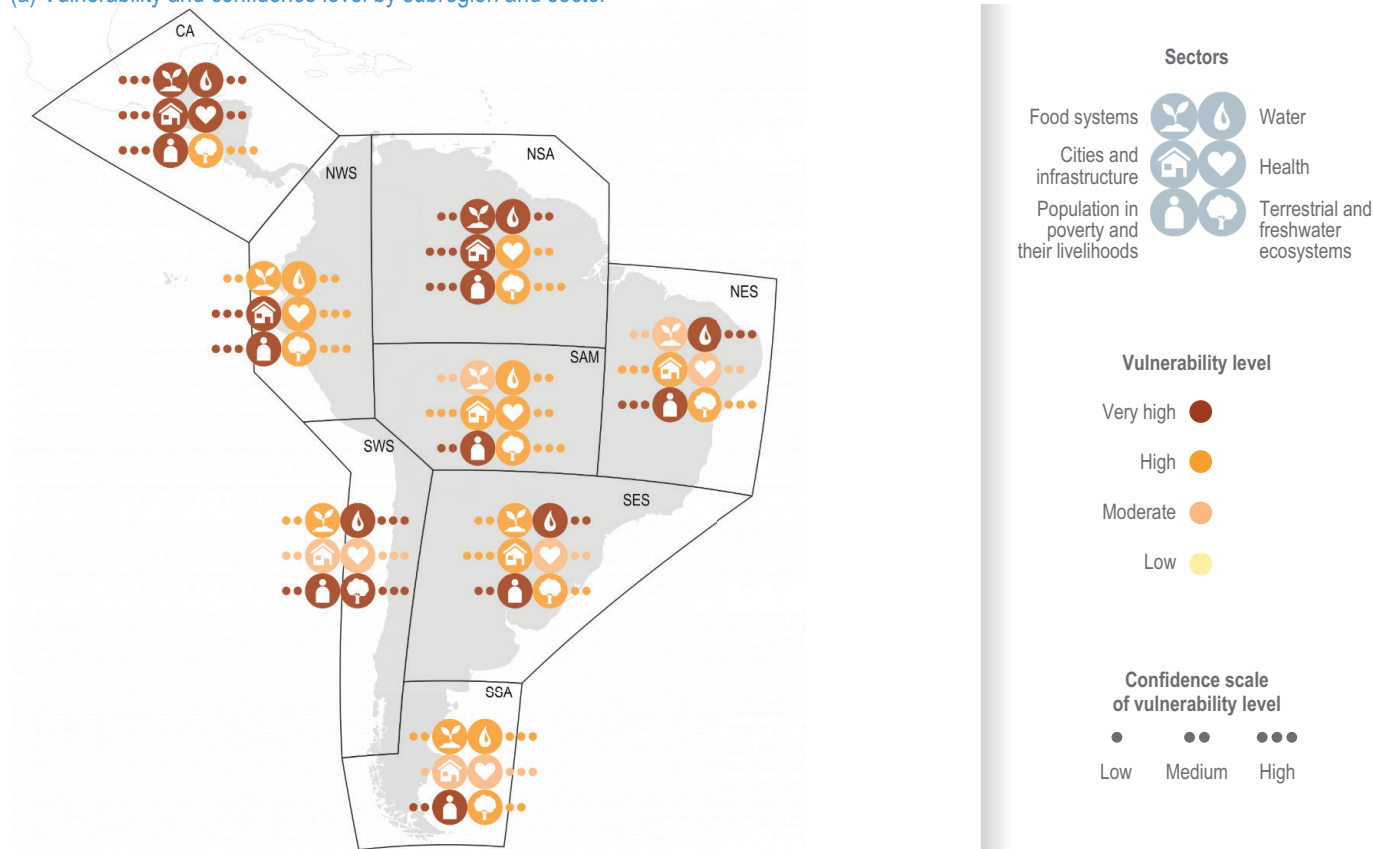 (a) Vulnerability and confidence level by subregion and sector
CA
NWS
NSA
NES
SAM
SWS
SES
SSA
Sectors
Food systems
Water
Cities and
infrastructure
Health
Population in
poverty and
their livelihoods
Terrestrial and
freshwater
ecosystems
Vulnerability level
Very high
High
Moderate
Low
Confidence scale
of vulnerability level
Low Medium High